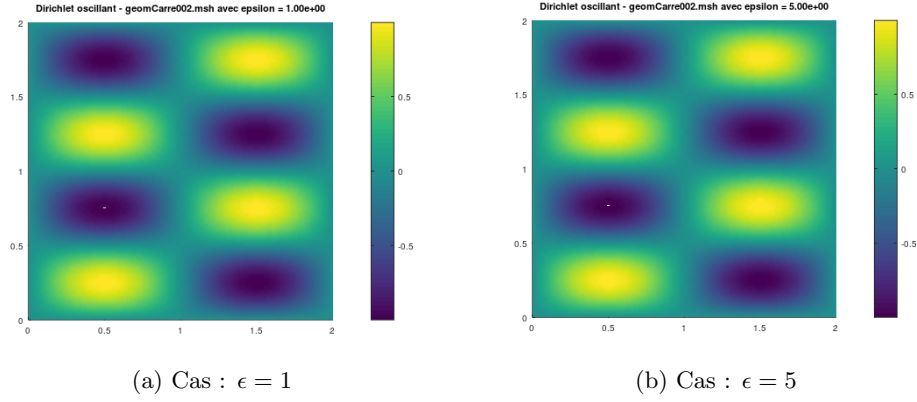 Dirichlet oscillant - geomCarre002.msh avec epsilon = 1.00e+00
2
1.5
1
0.5
0
0 0.5 1 1.5 2
0.5
0
-0.5
(a) Cas : ϵ = 1
Dirichlet oscillant - geomCarre002.msh avec epsilon = 5.00e+00
2
1.5
1
0.5
0
0 0.5 1 1.5 2
0.5
0
-0.5
(b) Cas : ϵ = 5